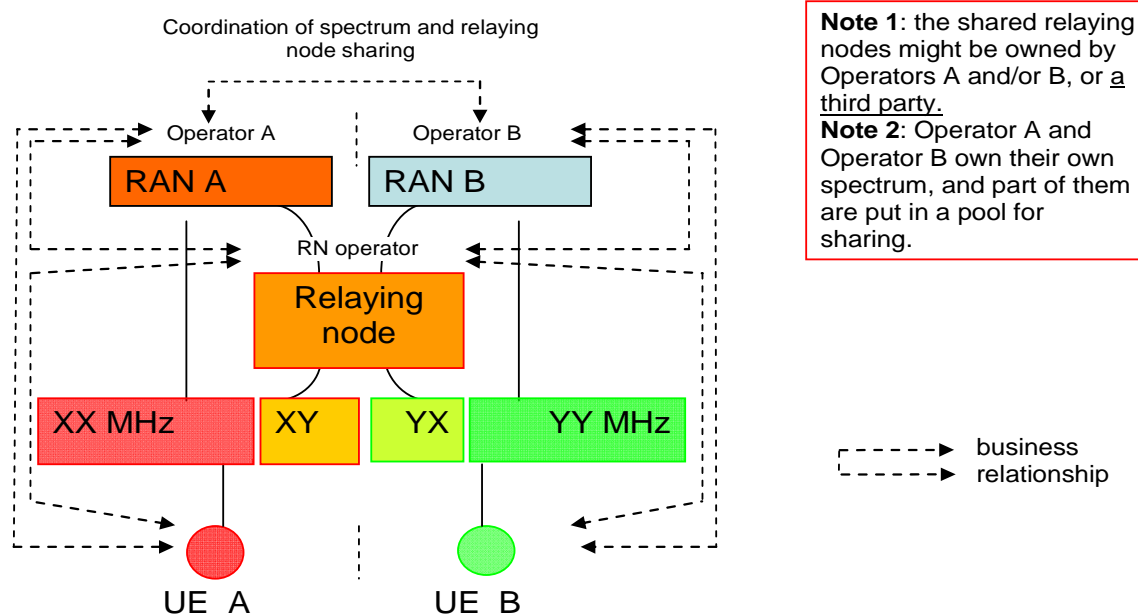 Coordination of spectrum and relaying
node sharing
Operator A
Operator B
RAN A
RAN B
RN operator
Relaying
node
XX MHz
XY
YX
YY MHz
UE A
UE B
Note 1: the shared relaying
nodes might be owned by
Operators A and/or B, or a
third party.
Note 2: Operator A and
Operator B own their own
spectrum, and part of them
are put in a pool for
sharing.
business
relationship